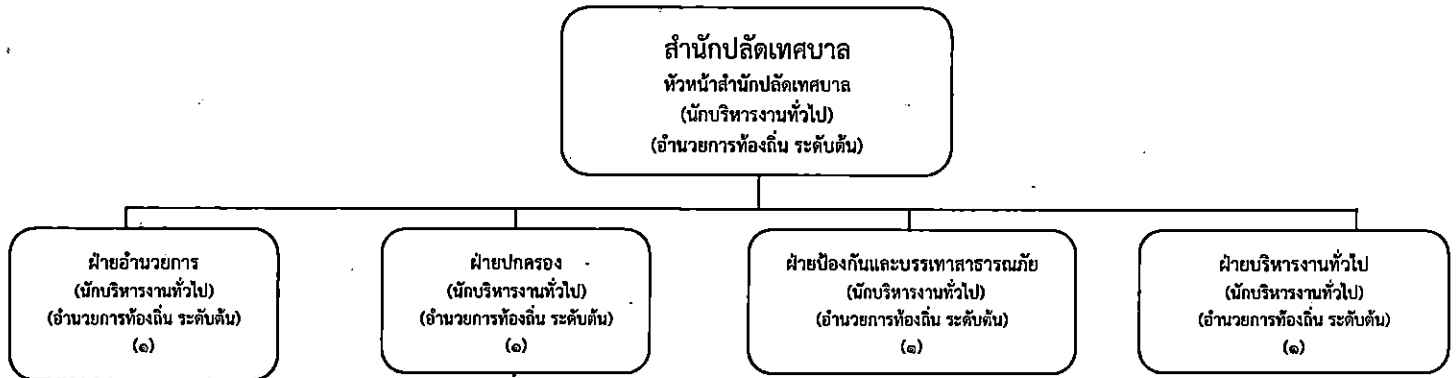 สำนักปลัดเทศบาล
หัวหน้าสำนักปลัดเทศบาล
(นักบริหารงานทั่วไป)
(อำนวยการท้องถิ่น ระดับต้น)
ฝ่ายอำนวยการ
(นักบริหารงานทั่วไป)
(อำนวยการท้องถิ่น ระดับต้น)
(๑)
ฝ่ายปกครอง
(นักบริหารงานทั่วไป)
(อำนวยการท้องถิ่น ระดับต้น)
(๑)
ฝ่ายป้องกันและบรรเทาสาธารณภัย
(นักบริหารงานทั่วไป)
(อำนวยการท้องถิ่น ระดับต้น)
(๑)
ฝ่ายบริหารงานทั่วไป
(นักบริหารงานทั่วไป)
(อำนวยการท้องถิ่น ระดับต้น)
(๑)